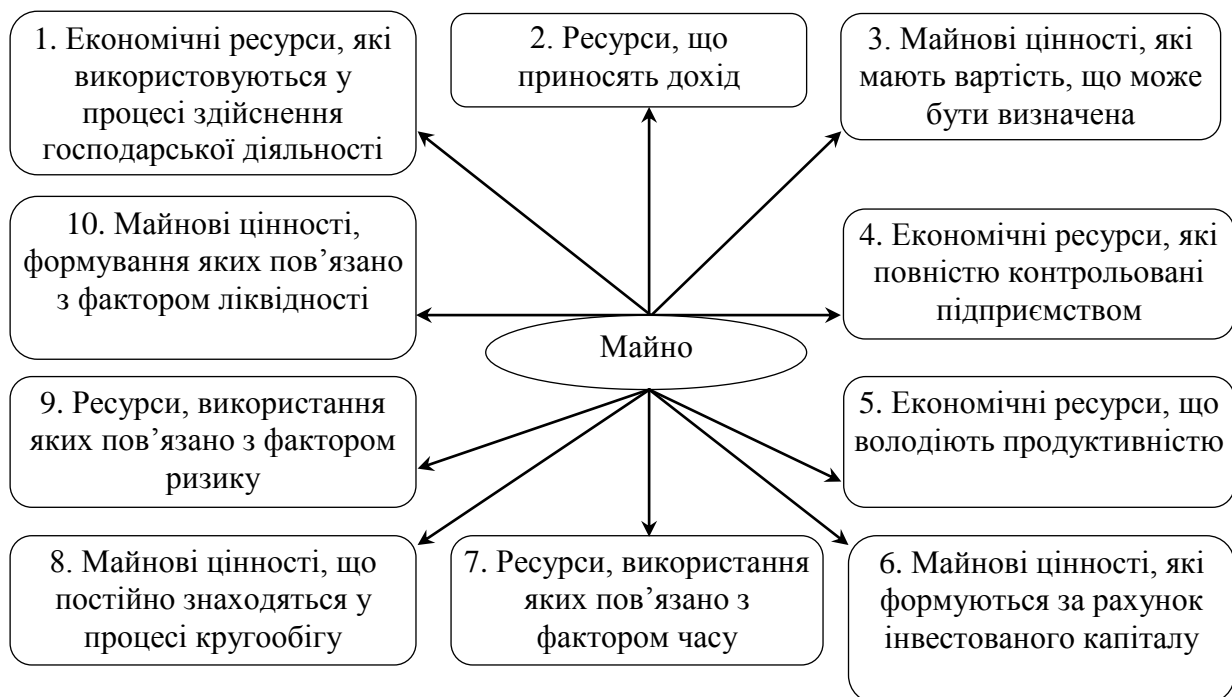 1. Економічні ресурси, які
використовуються у
процесі здійснення
господарської діяльності
2. Ресурси, що
приносять дохід
3. Майнові цінності, які
мають вартість, що може
бути визначена
10. Майнові цінності,
формування яких пов’язано
з фактором ліквідності
4. Економічні ресурси, які
повністю контрольовані
підприємством
Майно
9. Ресурси, використання
яких пов’язано з фактором
ризику
5. Економічні ресурси, що
володіють продуктивністю
8. Майнові цінності, що
постійно знаходяться у
процесі кругообігу
7. Ресурси, використання
яких пов’язано з
фактором часу
6. Майнові цінності, які
формуються за рахунок
інвестованого капіталу